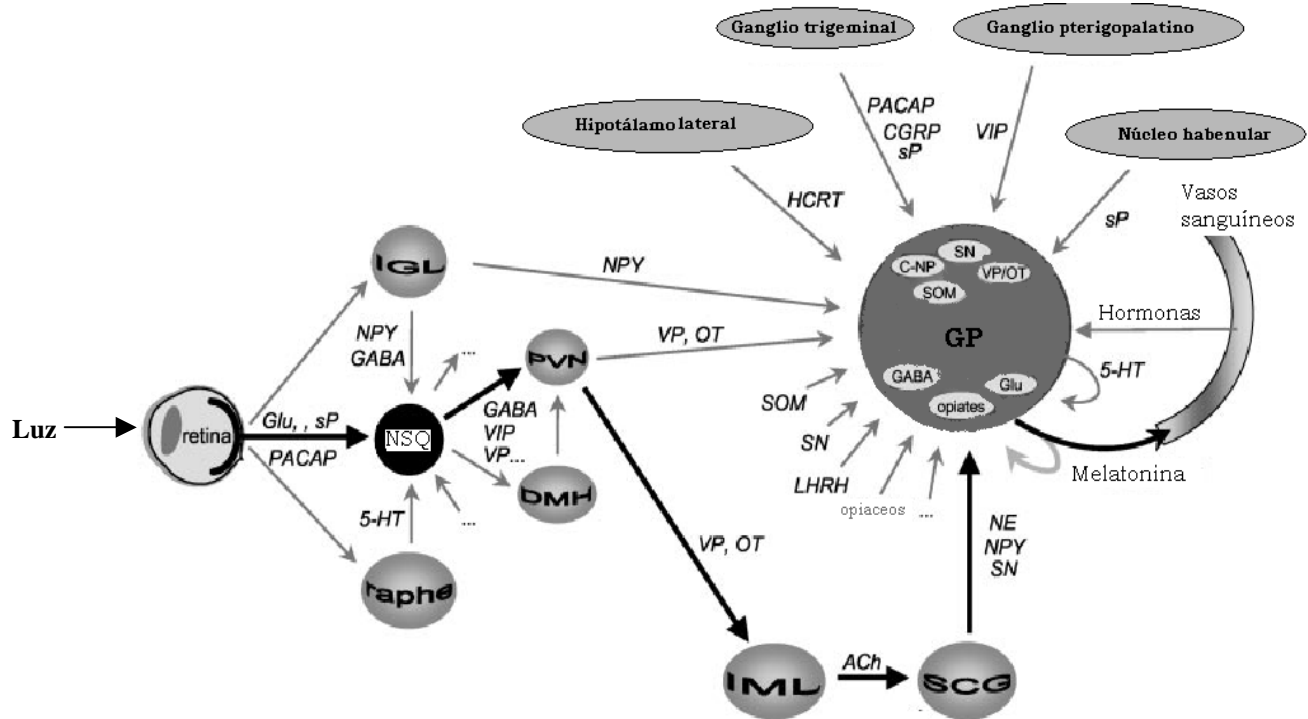 Ganglio trigeminal
Ganglio pterigopalatino
Hipotálamo lateral
Núcleo habenular
PACAP
CGRP
sP
VIP
HCRT
sP
Vasos
sanguíneos
IGL
NPY
NPY
GABA
...
PVN
VP, OT
SN
C-NP
VP/OT
SOM
GP
GABA
Glu
opiates
Hormonas
5-HT
Luz
retina
Glu, , sP
PACAP
NSQ
GABA
VIP
VP...
DMH
...
5-HT
raphe
SOM
SN
LHRH
opiaceos
...
Melatonina
VP, OT
NE
NPY
SN
IML
ACh
SCG